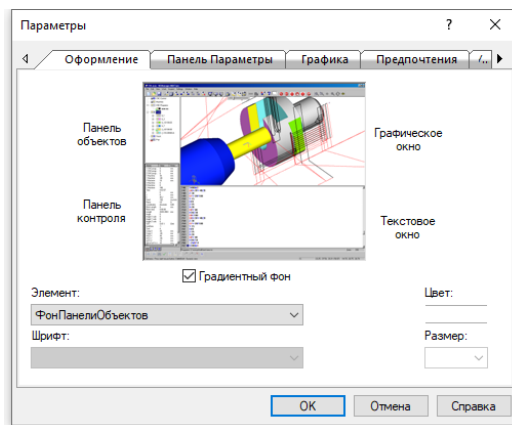 Параметры
Оформление
Панель Параметры
Графика
Предпочтения
Панель
объектов
Графическое
окно
Панель
контроля
Текстовое
окно
Градиентный фон
Элемент:
Цвет:
ФонПанелиОбъектов
Шрифт:
Размер:
OK
Отмена
Справка